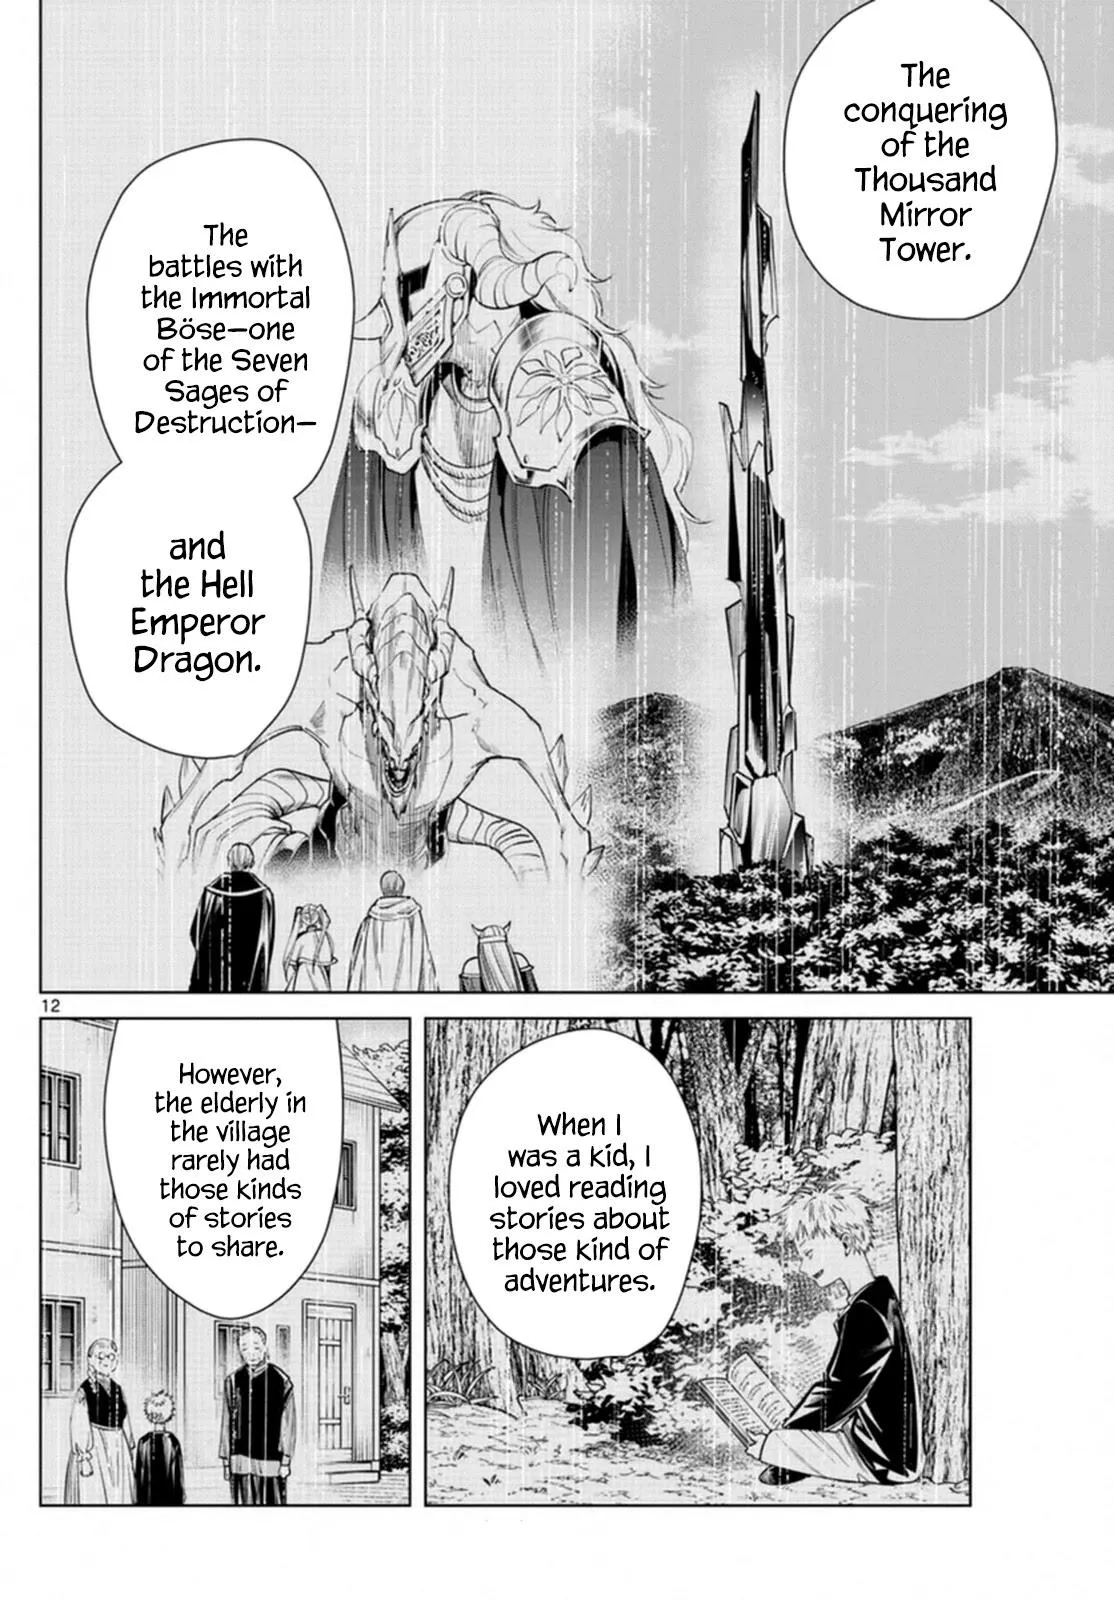 The
conquering
of the
Thousand
Mirror
Tower.
The
battles with
the Immortal
Böse—one
of the Seven
Sages of
Destruction—
and
the Hell
Emperor
Dragon.
12
When I
was a kid, I
loved reading
stories about
those kind of
adventures.
However,
the elderly in
the village
rarely had
those kinds
of stories
to share.